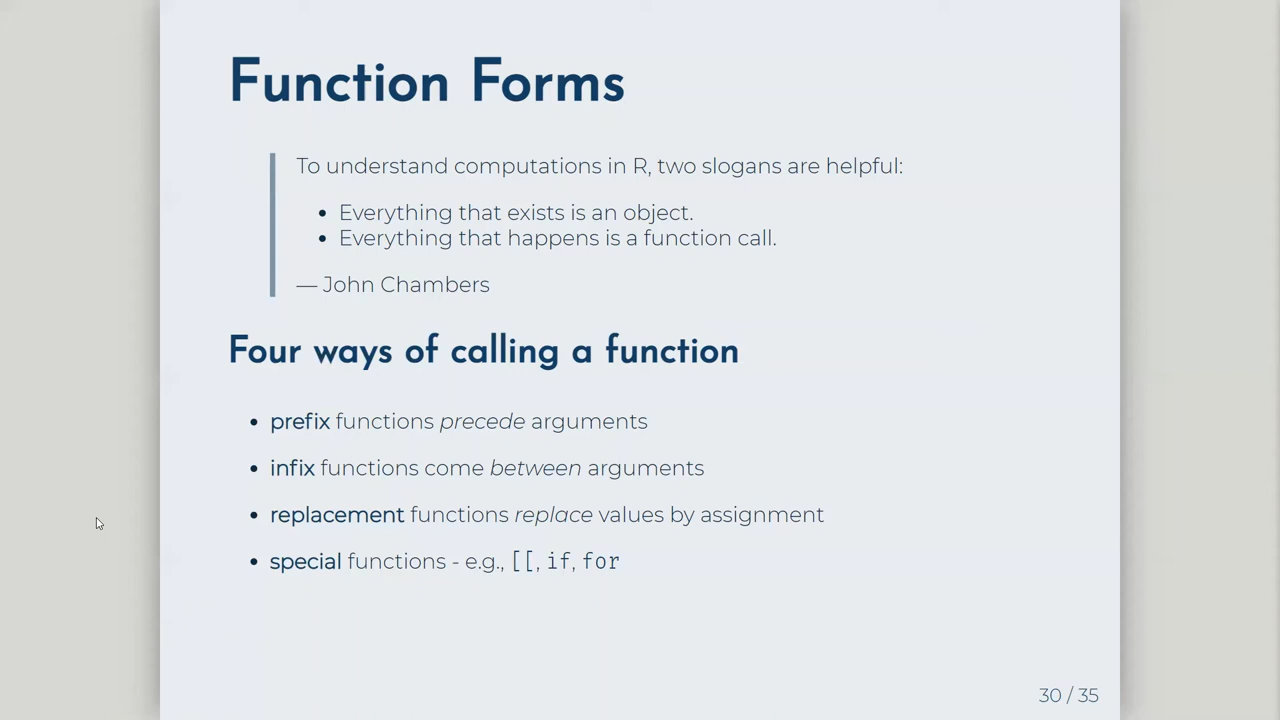 Function Forms
To understand computations in R, two slogans are helpful:
• Everything that exists is an object.
• Everything that happens is a function call.
— John Chambers
Four ways of calling a function
• prefix functions precede arguments
• infix functions come between arguments
• replacement functions replace values by assignment
• special functions - e.g., [[, if, for
30 / 35